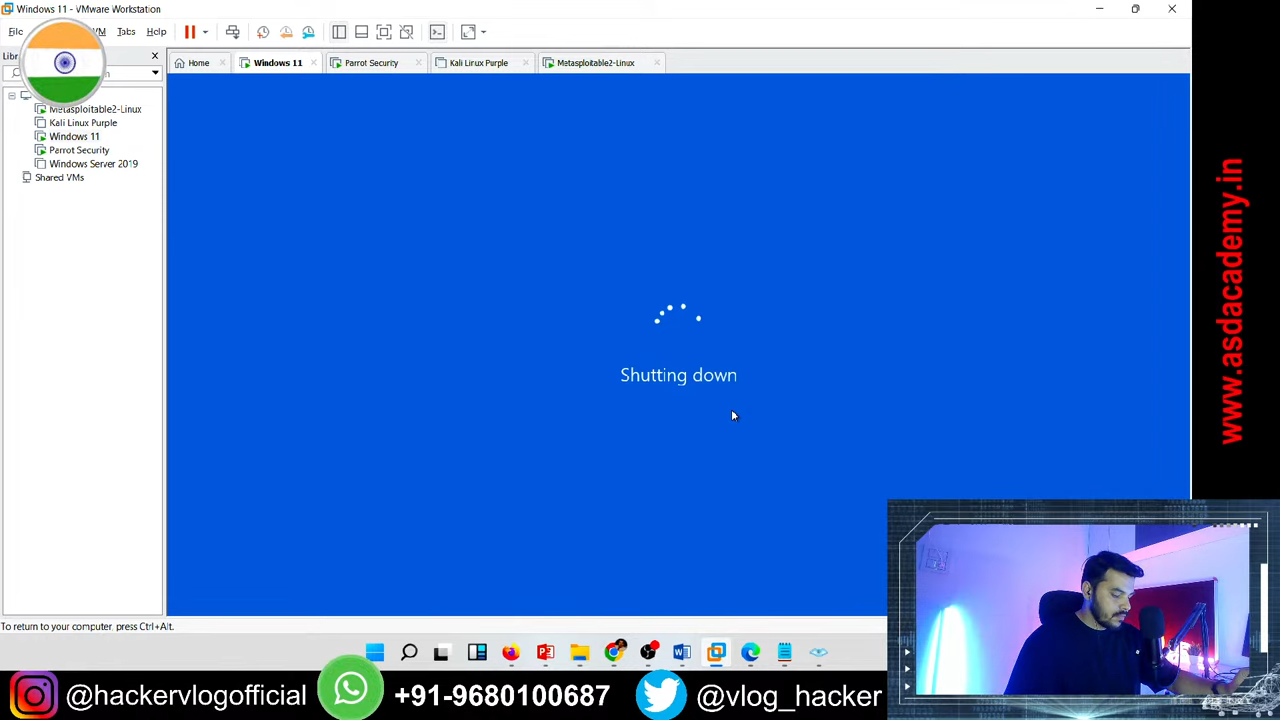 Windows 11 - VMware Workstation
VM Tabs Help
Home Windows 11 Parrot Security Kali Linux Purple Metasploitable2-Linux
Metasploitable2-Linux
Kali Linux Purple
Windows 11
Parrot Security
Windows Server 2019
Shared VMs
Shutting down
To return to your computer, press Ctrl+Alt.
www.asdacademy.in
@hackervlogofficial +91-9680100687 @vlog_hacker